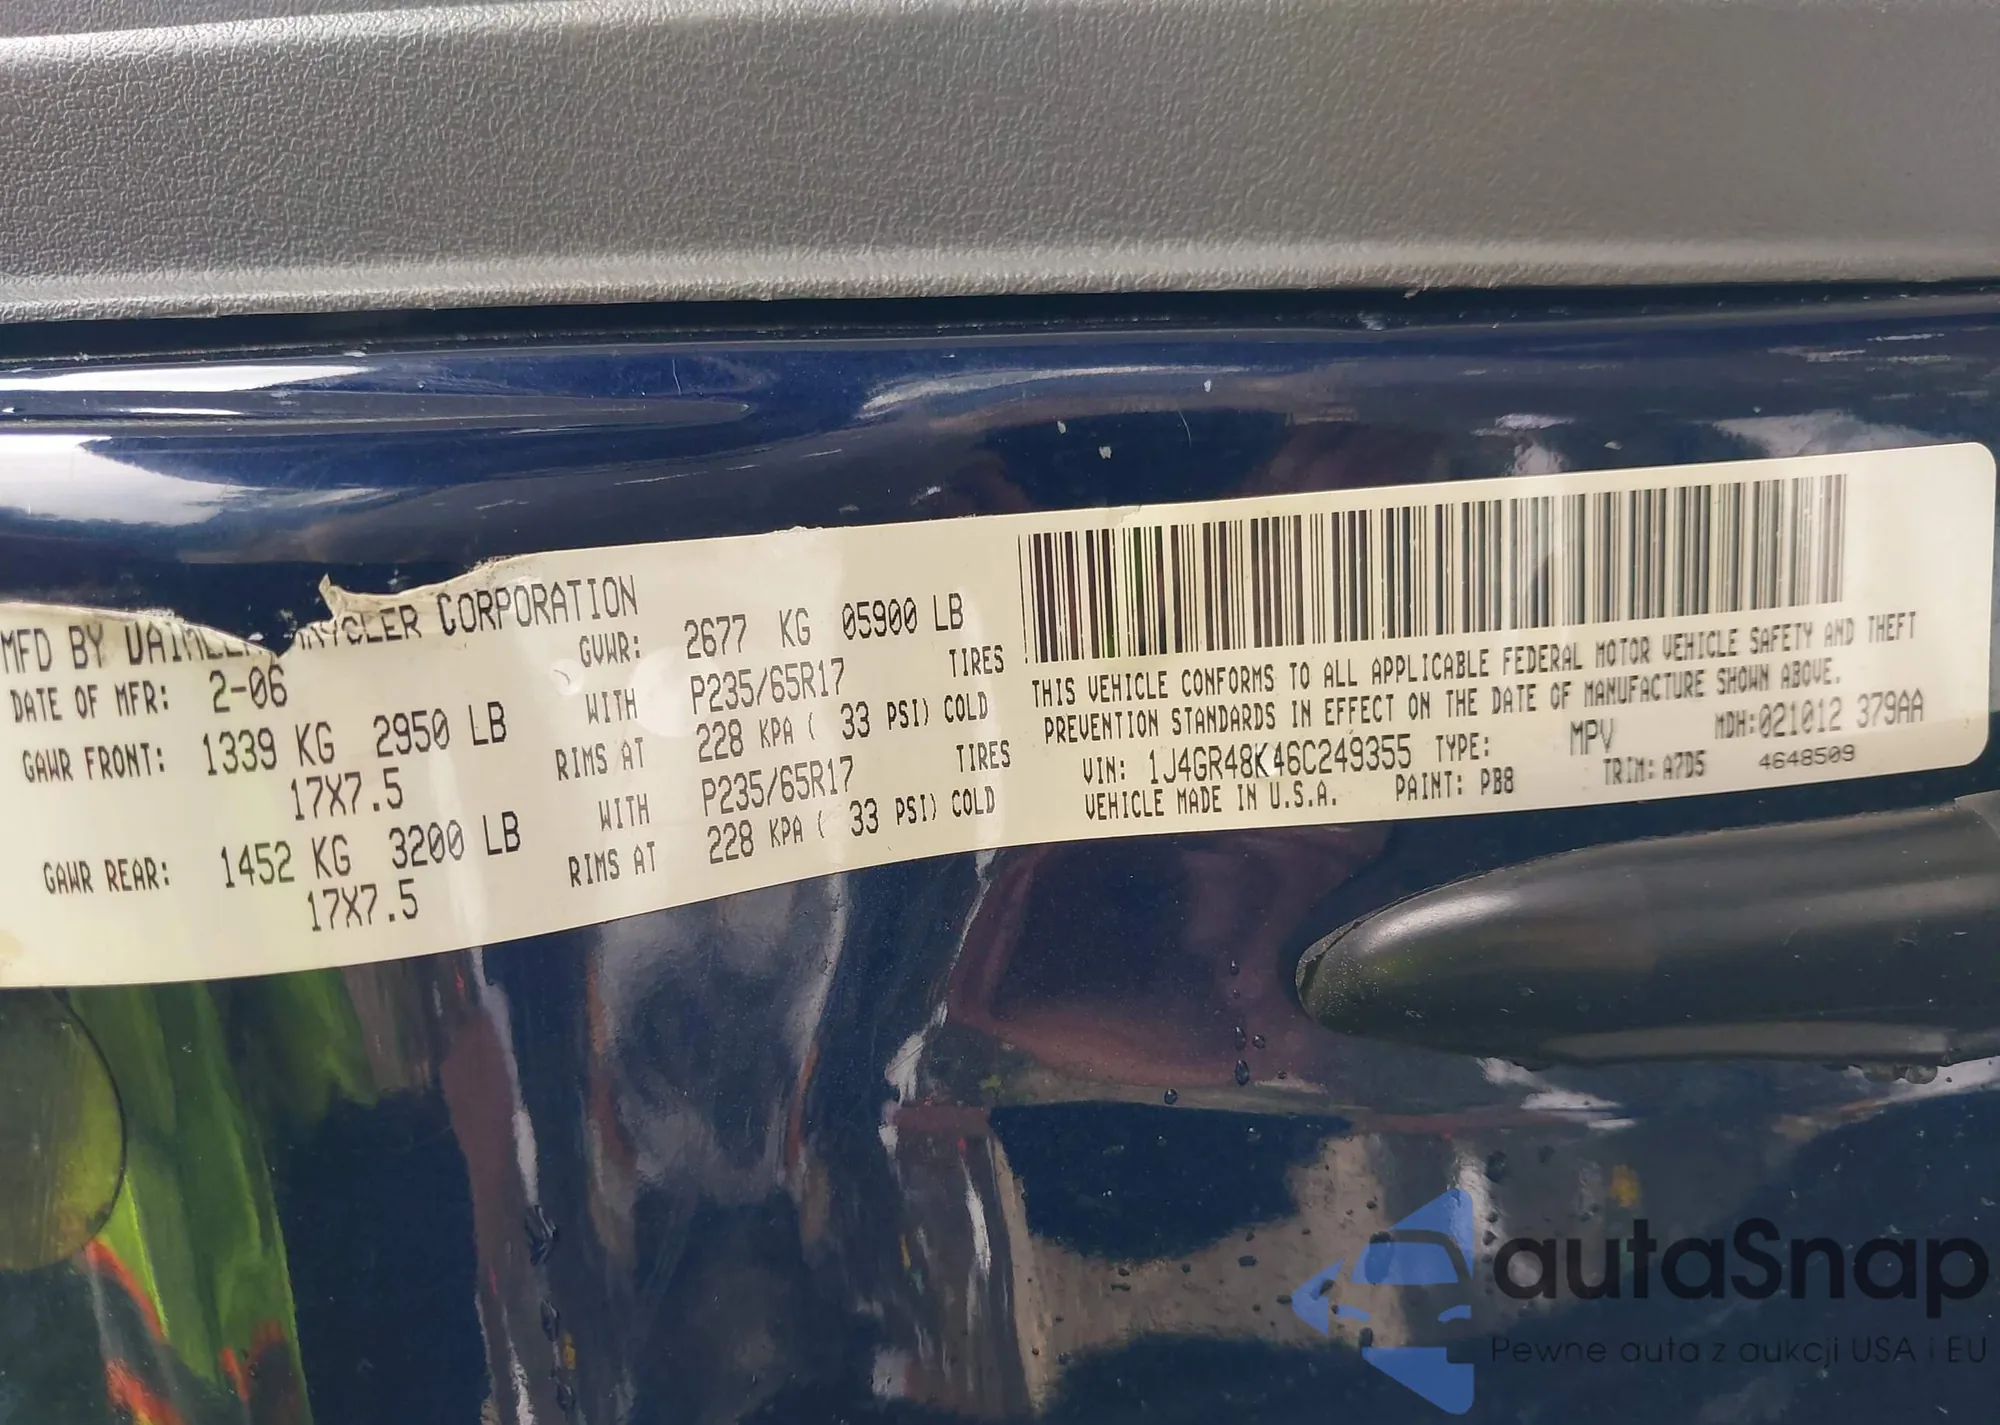 MFD BY DAIMLER CHRYSLER CORPORATION
DATE OF MFR: 2-06 GVWR: 2677 KG 05900 LB
GAWR FRONT: 1339 KG 2950 LB WITH P235/65R17 TIRES
17X7.5 RIMS AT 228 KPA ( 33 PSI) COLD
GAWR REAR: 1452 KG 3200 LB WITH P235/65R17 TIRES
17X7.5 RIMS AT 228 KPA ( 33 PSI) COLD
THIS VEHICLE CONFORMS TO ALL APPLICABLE FEDERAL MOTOR VEHICLE SAFETY AND THEFT
PREVENTION STANDARDS IN EFFECT ON THE DATE OF MANUFACTURE SHOWN ABOVE.
VIN: 1J4GR48K46C249355 TYPE: MPV MDH:021012 379AA
VEHICLE MADE IN U.S.A. PAINT: PB8 TRIM: A7D5 4648509
autaSnap
Pewne auta z aukcji USA i EU